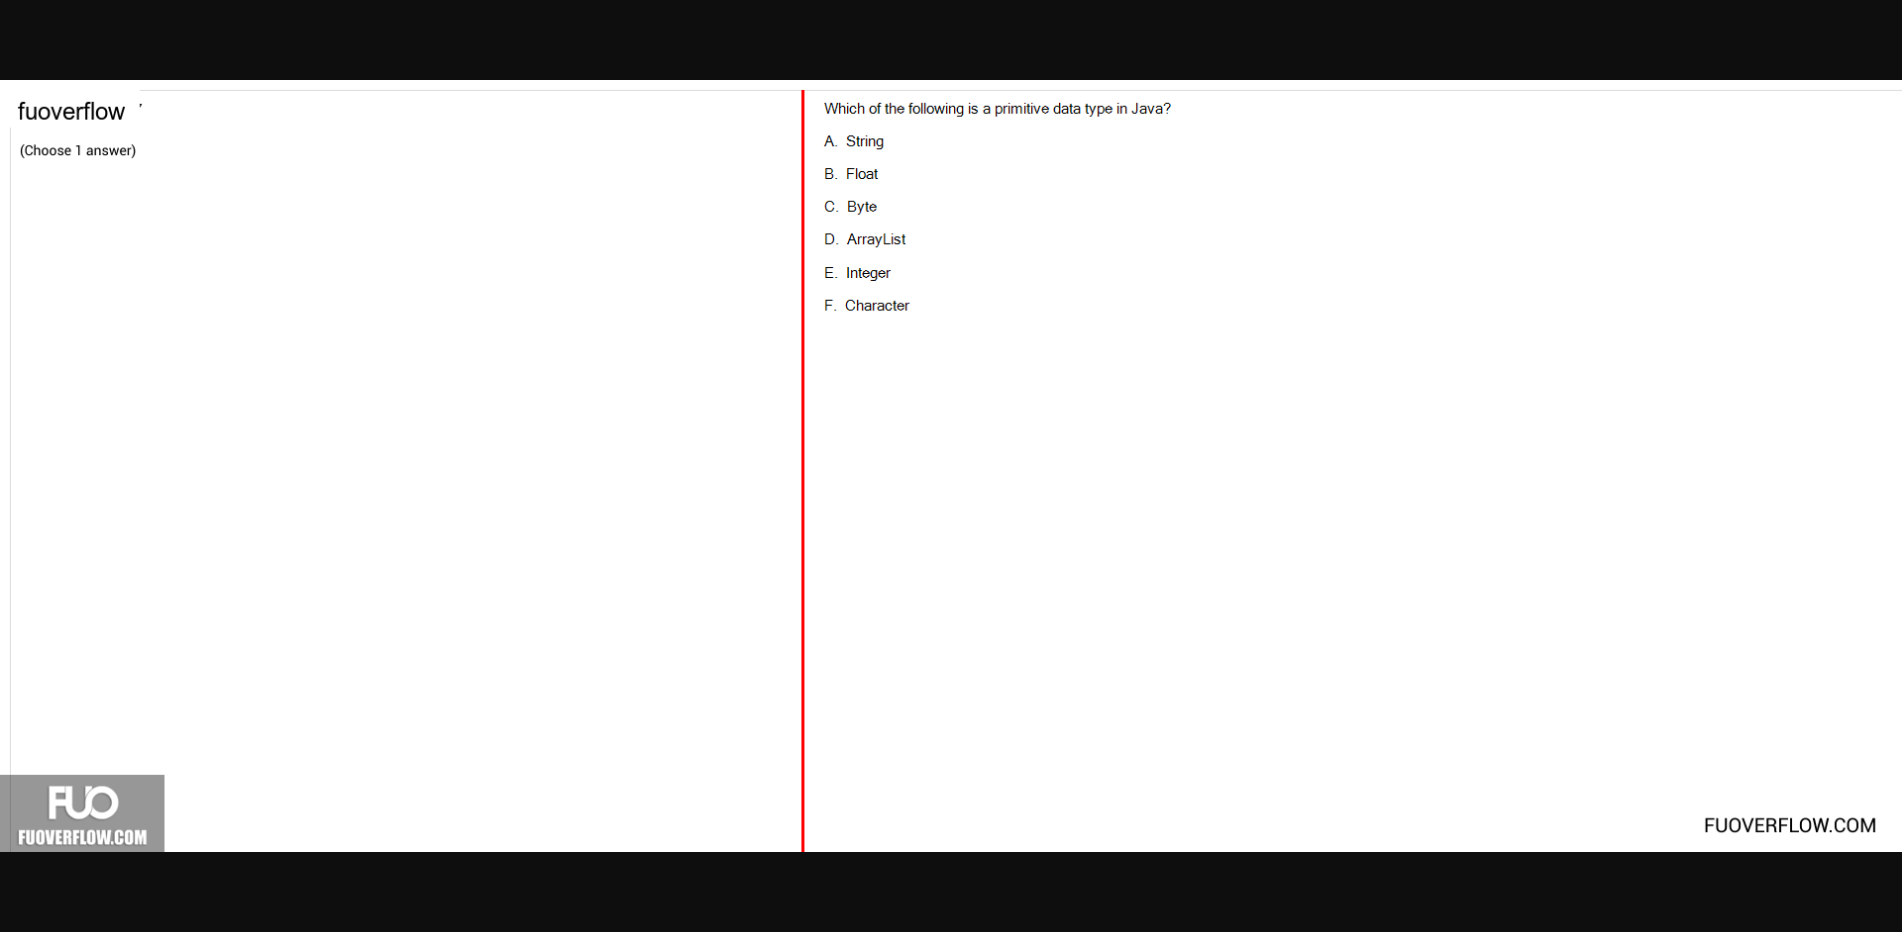 fuoverflow
(Choose 1 answer)
Which of the following is a primitive data type in Java?
A. String
B. Float
C. Byte
D. ArrayList
E. Integer
F. Character
FUO
FUOVERFLOW.COM
FUOVERFLOW.COM